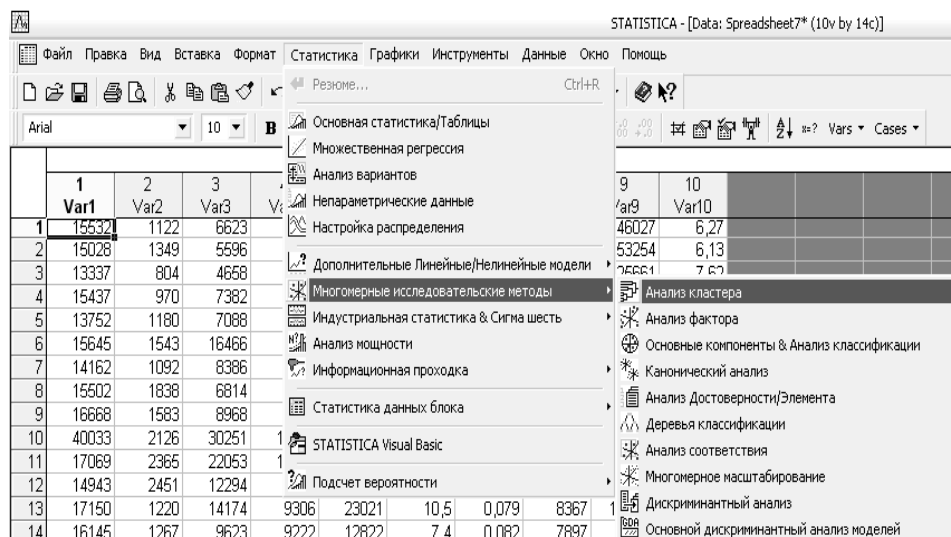 STATISTICA - [Data: Spreadsheet7* (10v by 14c)]
Файл Правка Вид Вставка Формат Статистика Графики Инструменты Данные Окно Помощь
Резюме... Ctrl+R
Arial 10 B x=? Vars Cases
Основная статистика/Таблицы
Множественная регрессия
Анализ вариантов
Непараметрические данные
Настройка распределения
Дополнительные Линейные/Нелинейные модели
Многомерные исследовательские методы
Индустриальная статистика & Сигма шесть
Анализ мощности
Информационная проходка
Статистика данных блока
STATISTICA Visual Basic
Подсчет вероятности
Анализ кластера
Анализ фактора
Основные компоненты & Анализ классификации
Канонический анализ
Анализ Достоверности/Элемента
Деревья классификации
Анализ соответствия
Многомерное масштабирование
Дискриминантный анализ
Основной дискриминантный анализ моделей
1 2 3 9 10
Var1 Var2 Var3 Var10
1 15532 1122 6623 46027 6,27
2 15028 1349 5596 53254 6,13
3 13337 804 4658 7,62
4 15437 970 7382
5 13752 1180 7088
6 15645 1543 16466
7 14162 1092 8386
8 15502 1838 6814
9 16668 1583 8968
10 40033 2126 30251
11 17069 2365 22053
12 14943 2451 12294
13 17150 1220 14174 9306 23021 10,5 0,079 8367
14 16145 1267 9623 9222 12822 7,4 0,082 7897